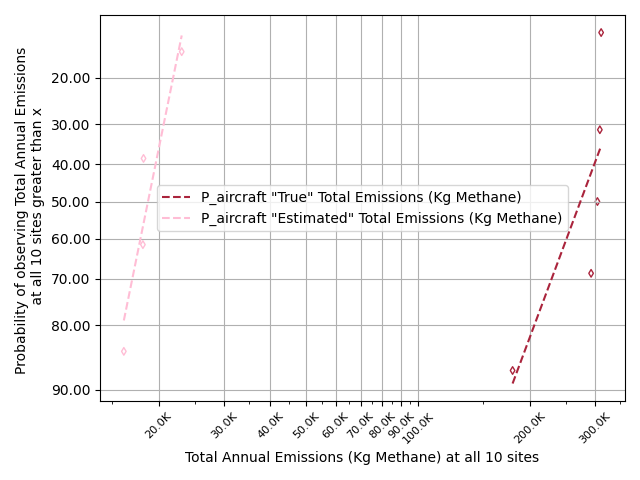 Probability of observing Total Annual Emissions
at all 10 sites greater than x
20.00
30.00
40.00
50.00
60.00
70.00
80.00
90.00
P_aircraft "True" Total Emissions (Kg Methane)
P_aircraft "Estimated" Total Emissions (Kg Methane)
20.0K
30.0K
40.0K
50.0K
60.0K
70.0K
80.0K
90.0K
100.0K
200.0K
300.0K
Total Annual Emissions (Kg Methane) at all 10 sites